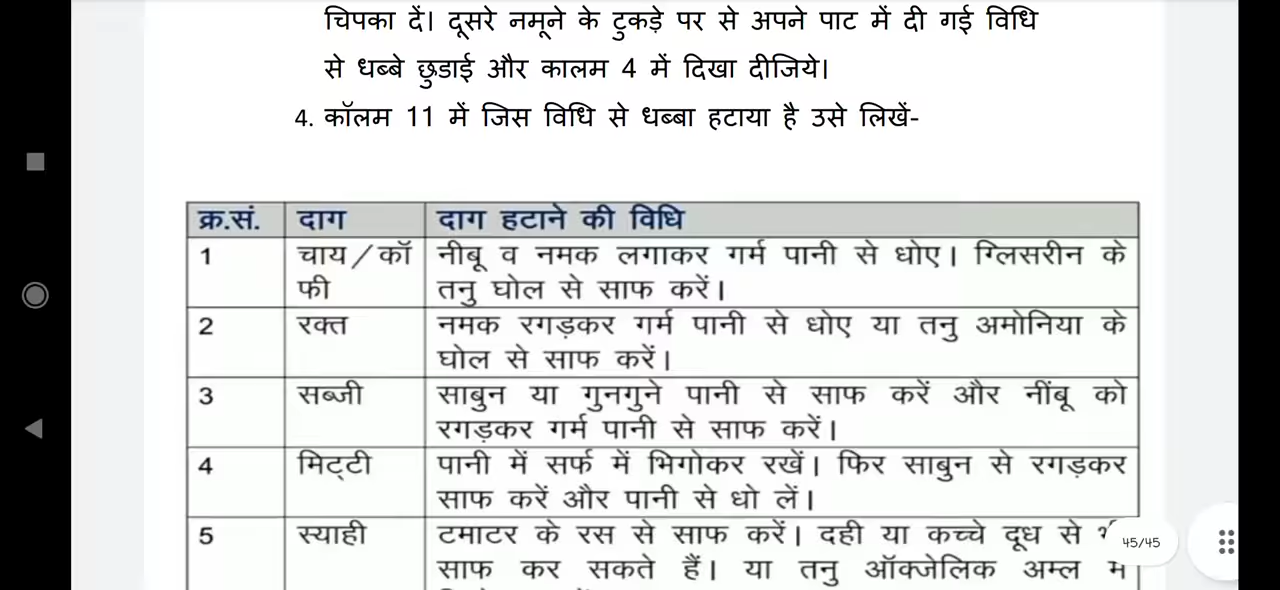 चिपका दें। दूसरे नमूने के टुकड़े पर से अपने पाट में दी गई विधि
से धब्बे छुडाई और कालम 4 में दिखा दीजिये।
4. कॉलम 11 में जिस विधि से धब्बा हटाया है उसे लिखें-
क्र.सं. दाग दाग हटाने की विधि
1 चाय/कॉ नीबू व नमक लगाकर गर्म पानी से धोए। ग्लिसरीन के
फी तनु घोल से साफ करें।
2 रक्त नमक रगड़कर गर्म पानी से धोए या तनु अमोनिया के
घोल से साफ करें।
3 सब्जी साबुन या गुनगुने पानी से साफ करें और नींबू को
रगड़कर गर्म पानी से साफ करें।
4 मिट्टी पानी में सर्फ में भिगोकर रखें। फिर साबुन से रगड़कर
साफ करें और पानी से धो लें।
5 स्याही टमाटर के रस से साफ करें। दही या कच्चे दूध से
45/45
साफ कर सकते हैं। या तनु ऑक्जेलिक अम्ल